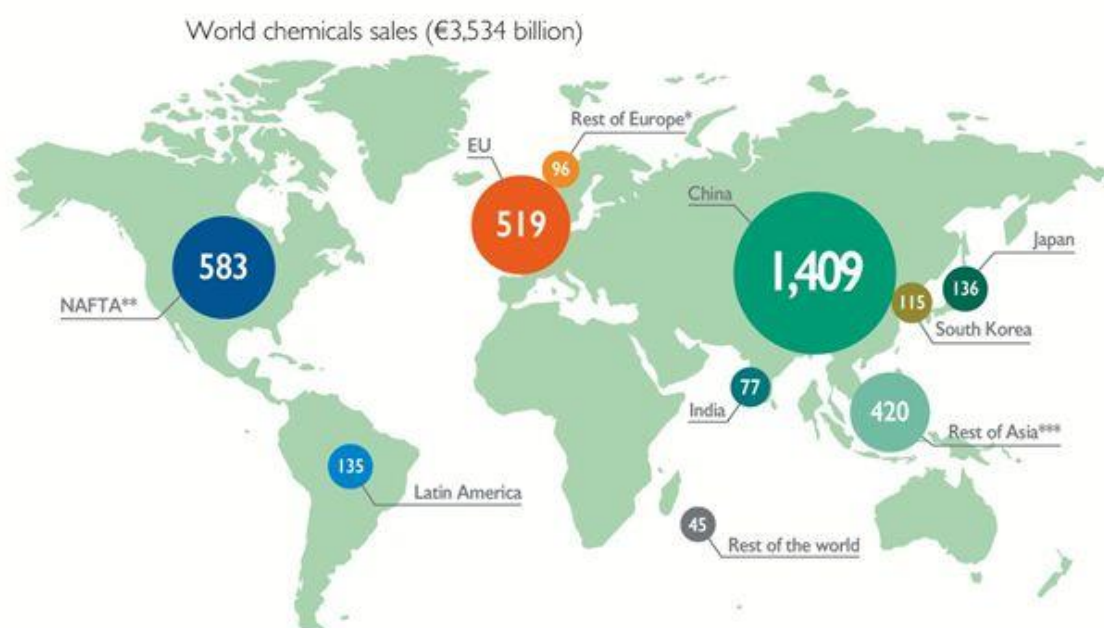 World chemicals sales (€3,534 billion)
Rest of Europe*
EU
96
China
519
Japan
583
1,409
136
NAFTA**
115
South Korea
77
India
420
Rest of Asia***
135
Latin America
45
Rest of the world